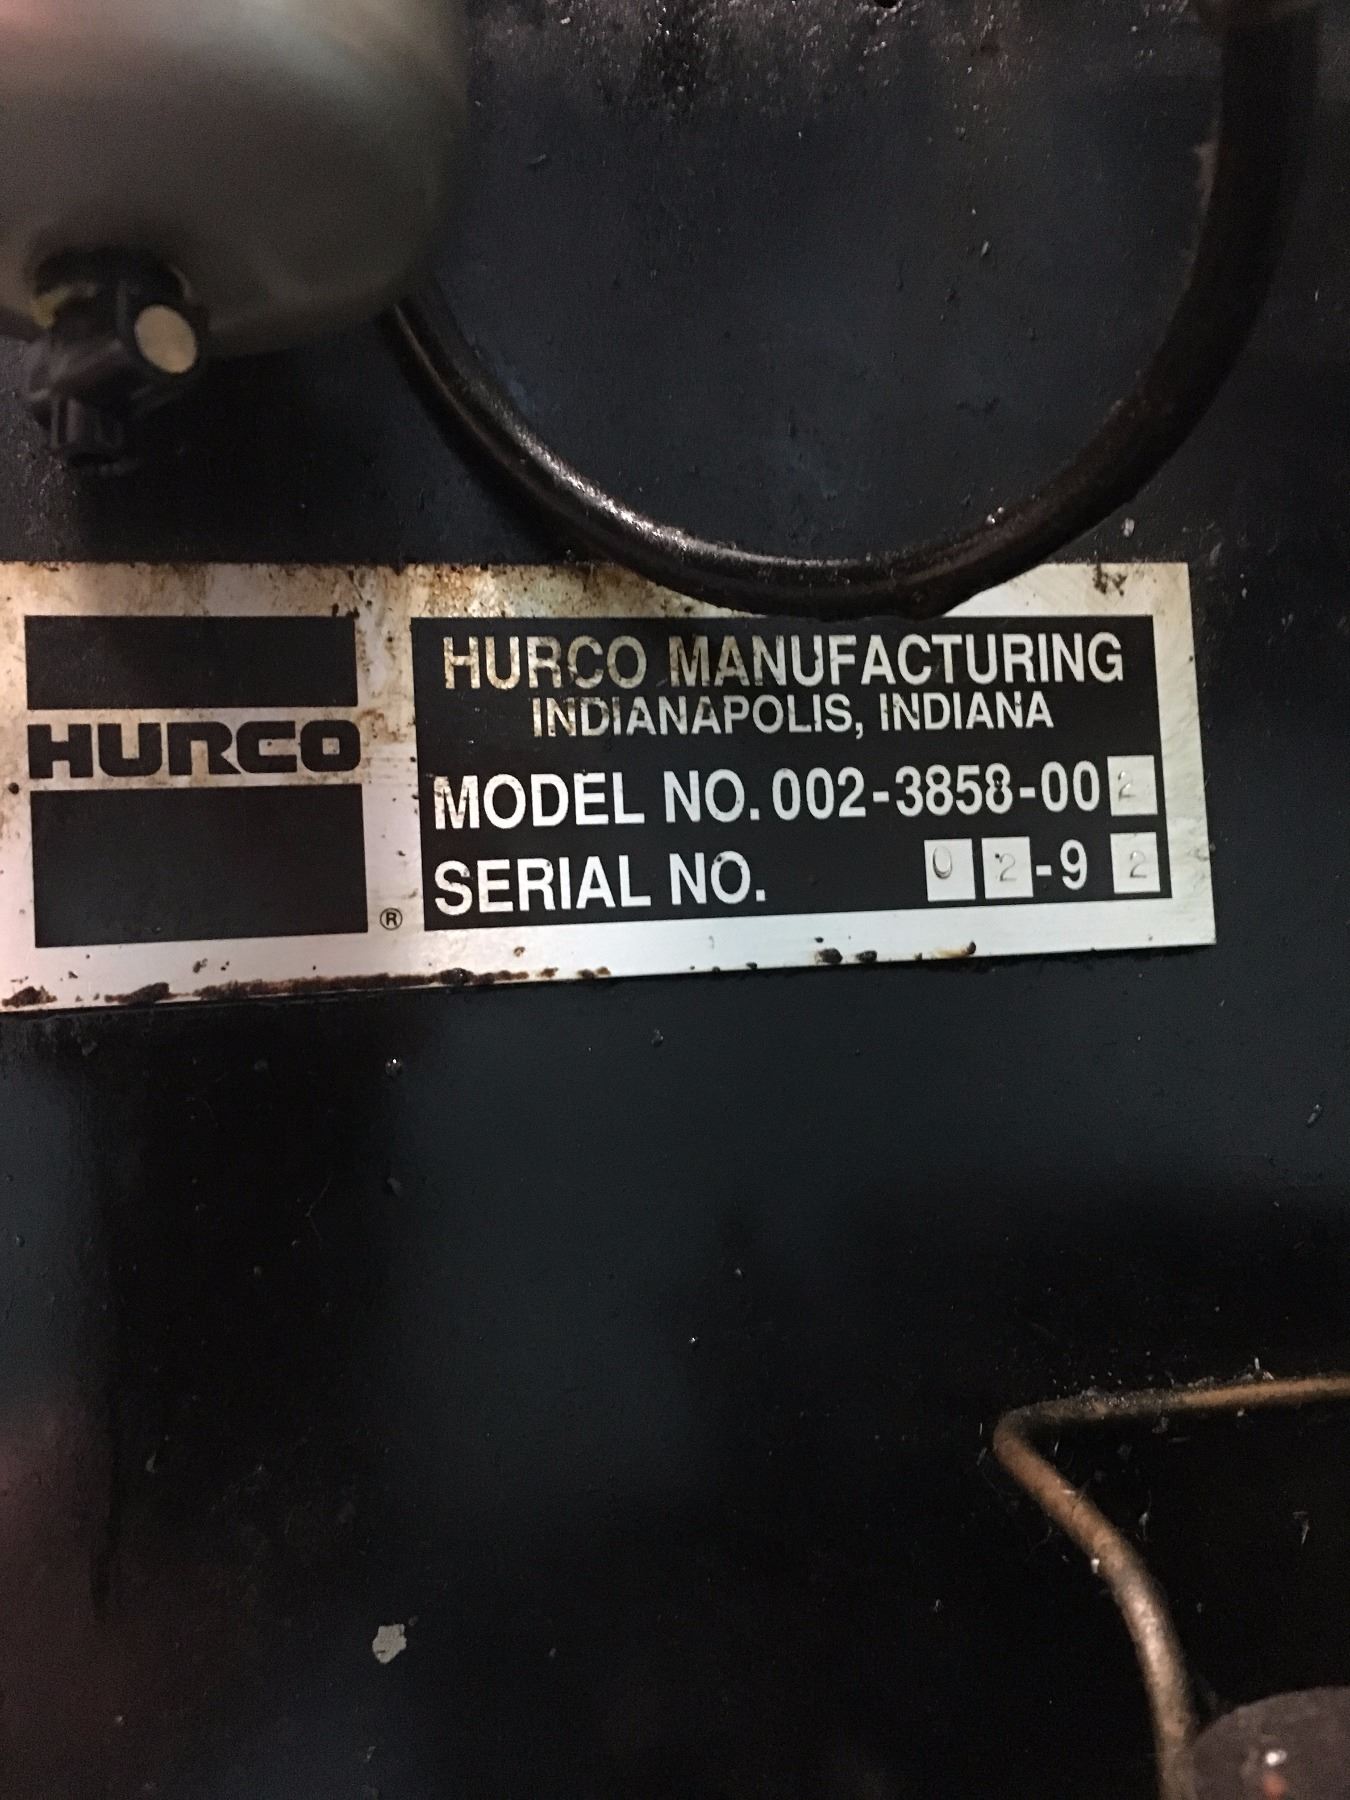 HURCO
®
HURCO MANUFACTURING
INDIANAPOLIS, INDIANA
MODEL NO. 002-3858-002
SERIAL NO. 02-92